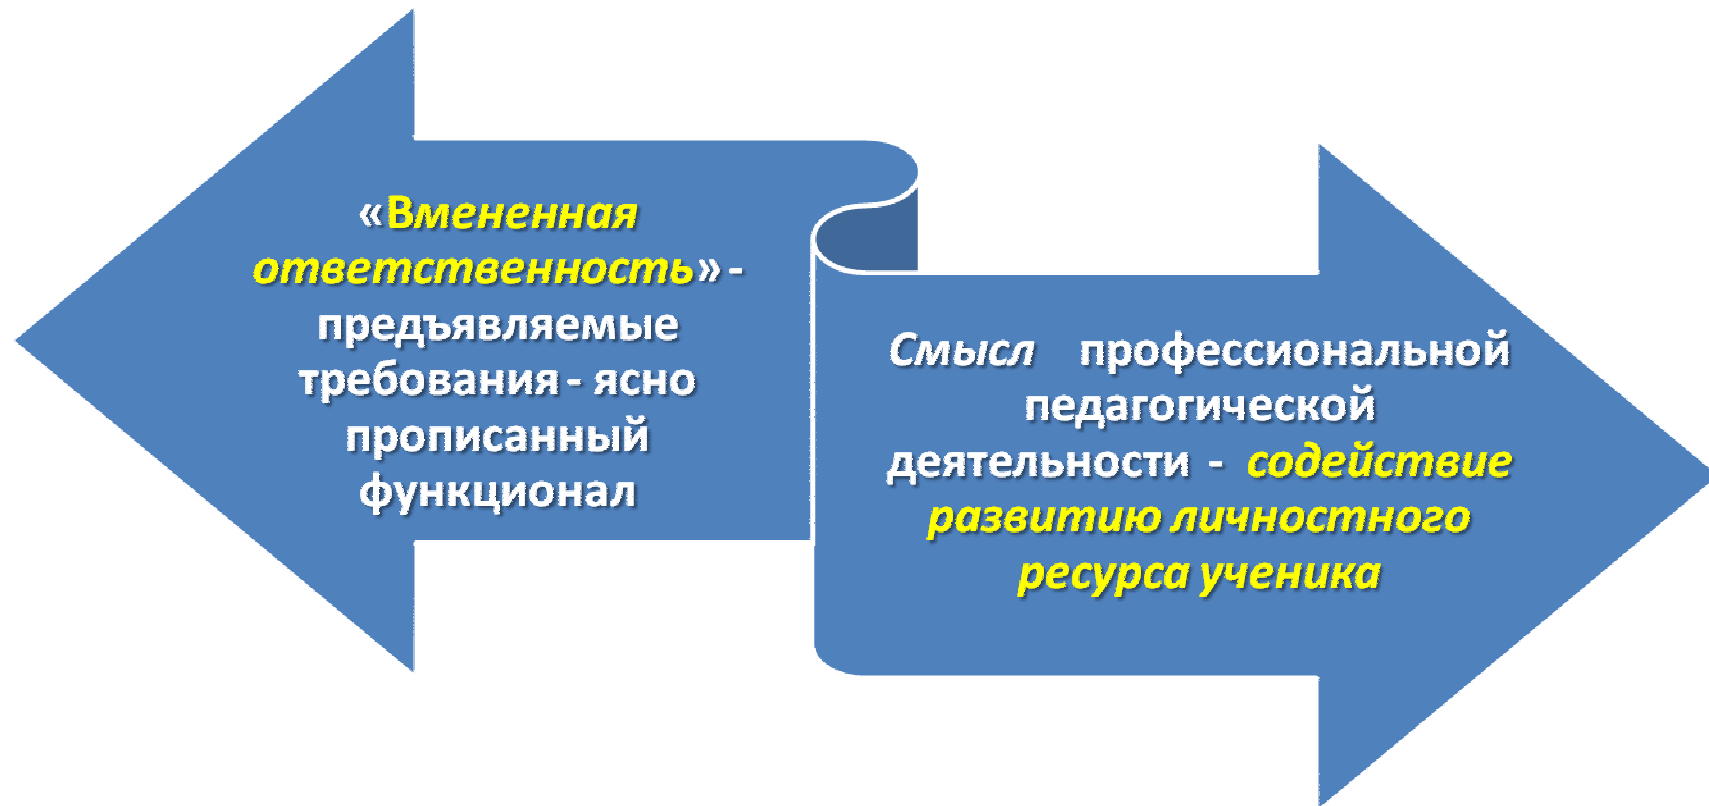 «Вмененная
ответственность» -
предъявляемые
требования - ясно
прописанный
функционал
Смысл профессиональной
педагогической
деятельности - содействие
развитию личностного
ресурса ученика